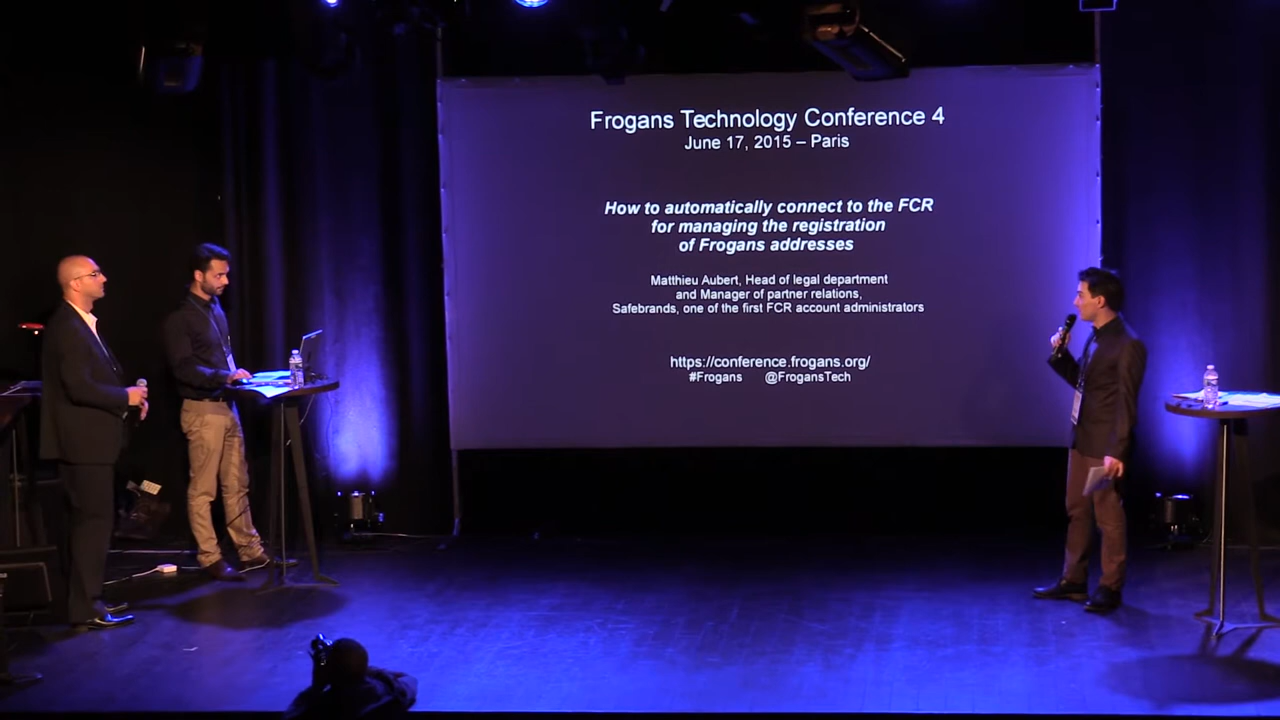 Frogans Technology Conference 4
June 17, 2015 – Paris
How to automatically connect to the FCR
for managing the registration
of Frogans addresses
Matthieu Aubert, Head of legal department
and Manager of partner relations,
Safebrands, one of the first FCR account administrators
https://conference.frogans.org/
#Frogans @FrogansTech